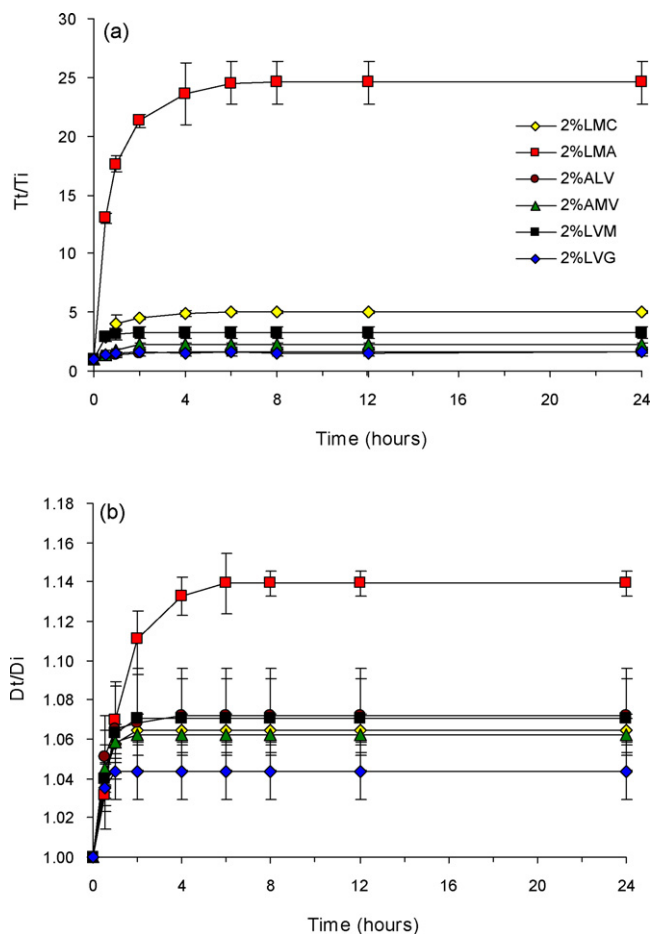 (a)
30
25
20
15
10
5
0
Tt/Ti
2%LMC
2%LMA
2%ALV
2%AMV
2%LVM
2%LVG
0 4 8 12 16 20 24
Time (hours)
(b)
1.18
1.16
1.14
1.12
1.10
1.08
1.06
1.04
1.02
1.00
Dt/Di
0 4 8 12 16 20 24
Time (hours)